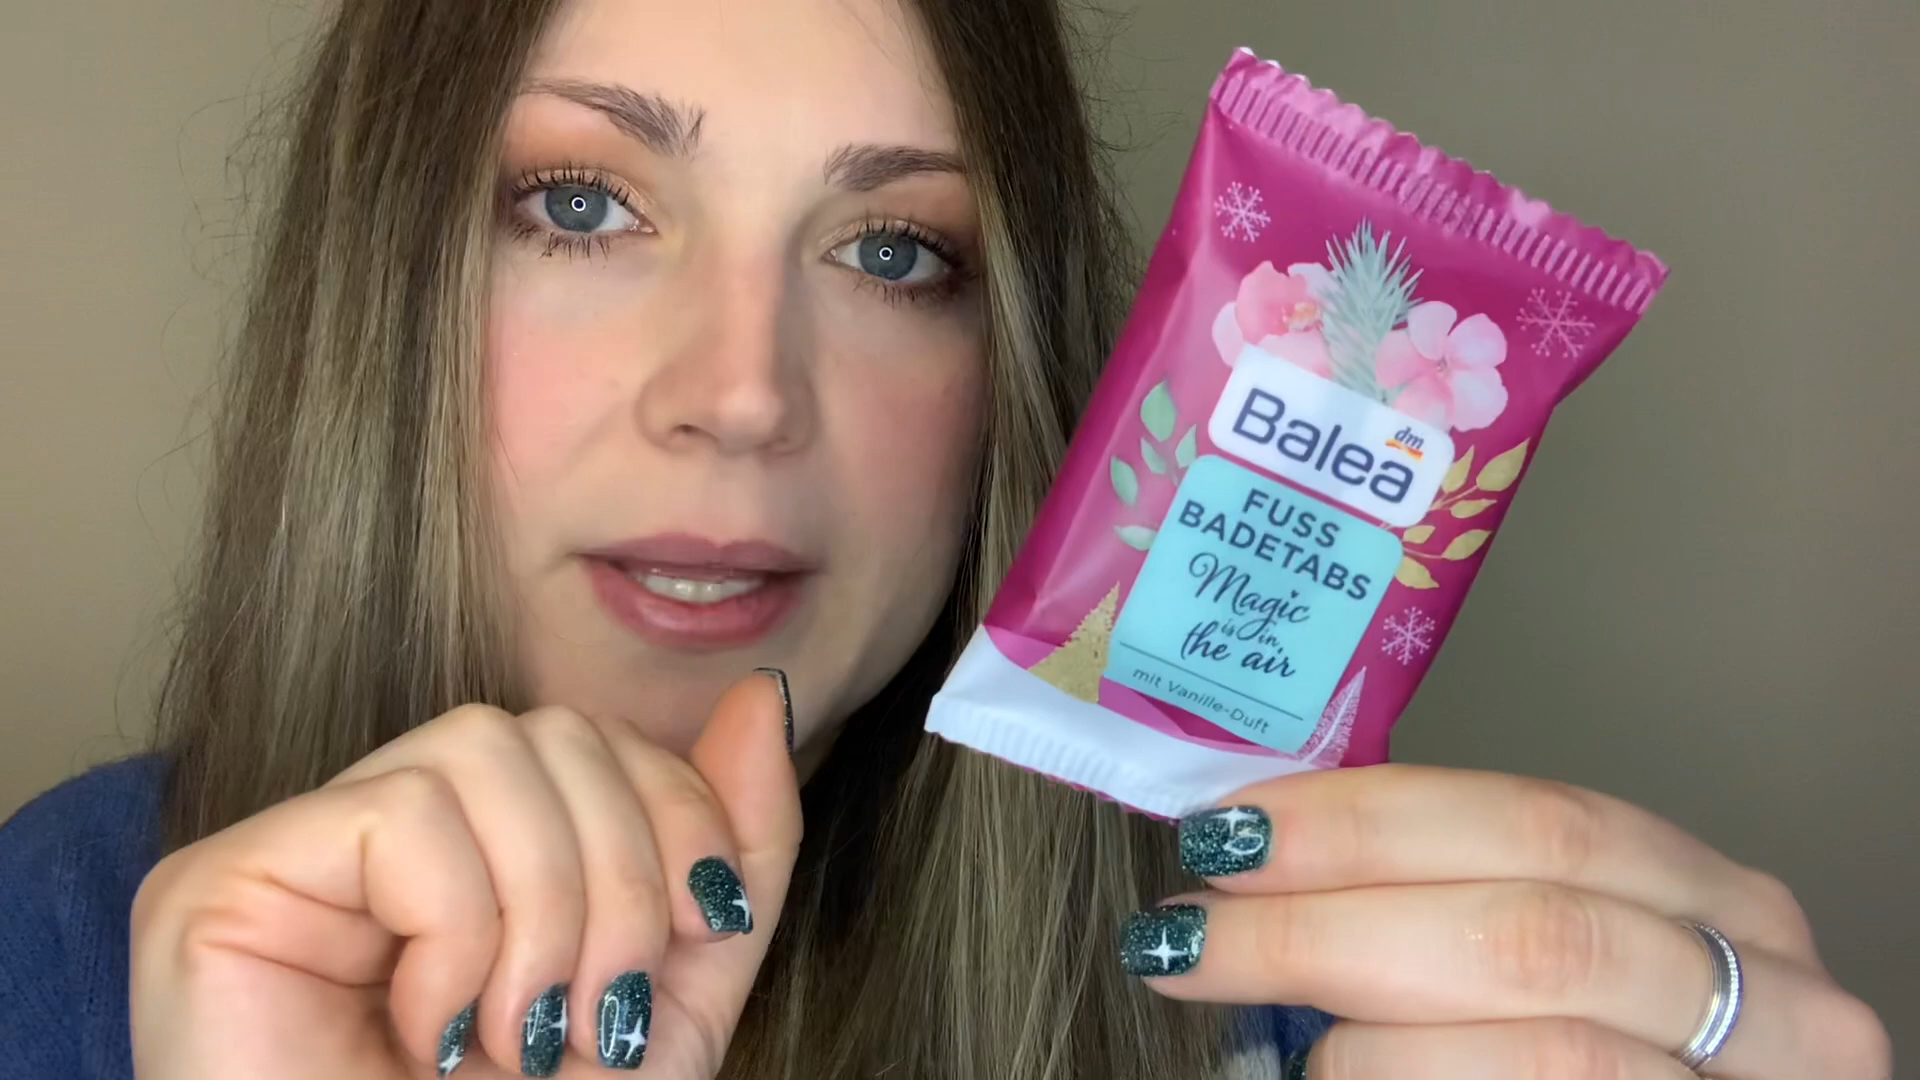 Balea
dm
FUSS
BADETABS
Magic
is in
the air
mit Vanille-Duft